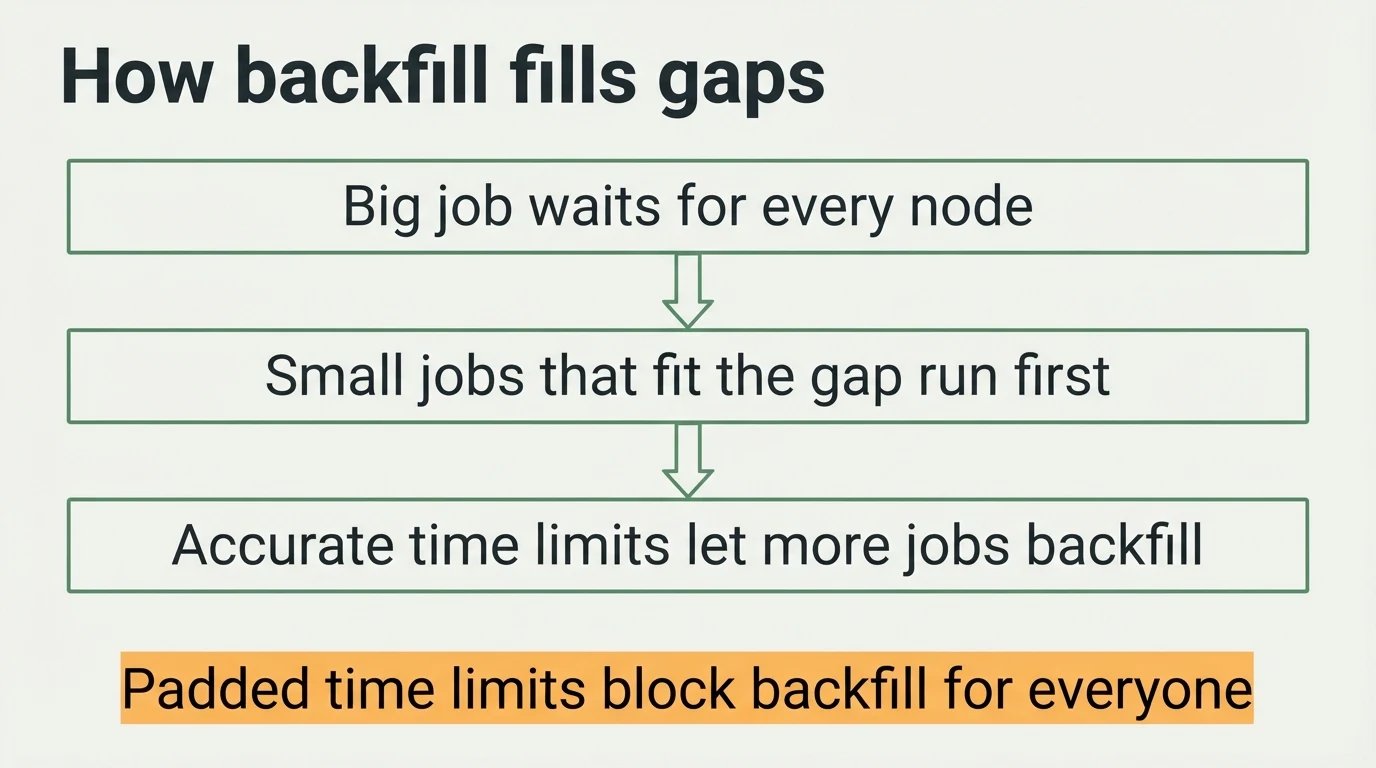 How backfill fills gaps
Big job waits for every node
Small jobs that fit the gap run first
Accurate time limits let more jobs backfill
Padded time limits block backfill for everyone